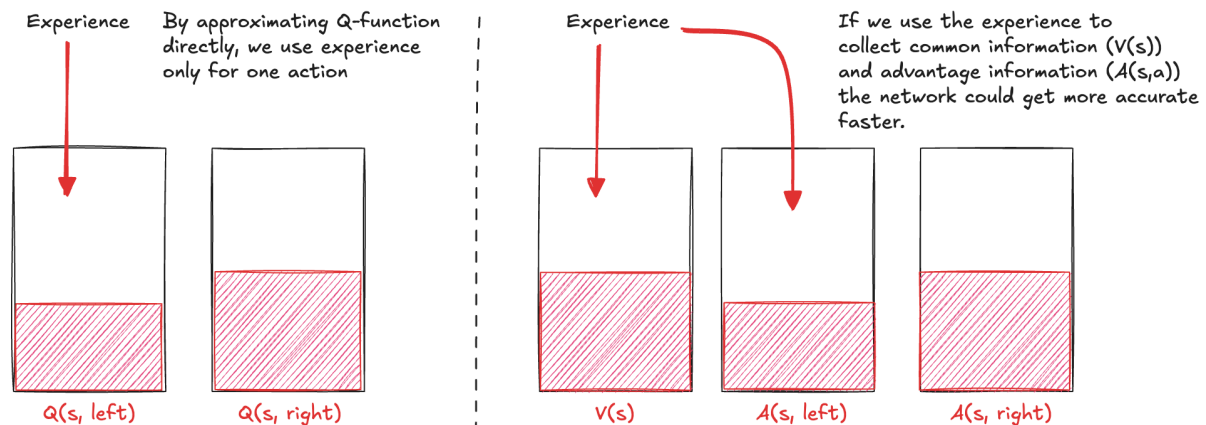 Experience
By approximating Q-function
directly, we use experience
only for one action
Q(s, left)
Q(s, right)
Experience
If we use the experience to
collect common information (V(s))
and advantage information (A(s,a))
the network could get more accurate
faster.
V(s)
A(s, left)
A(s, right)